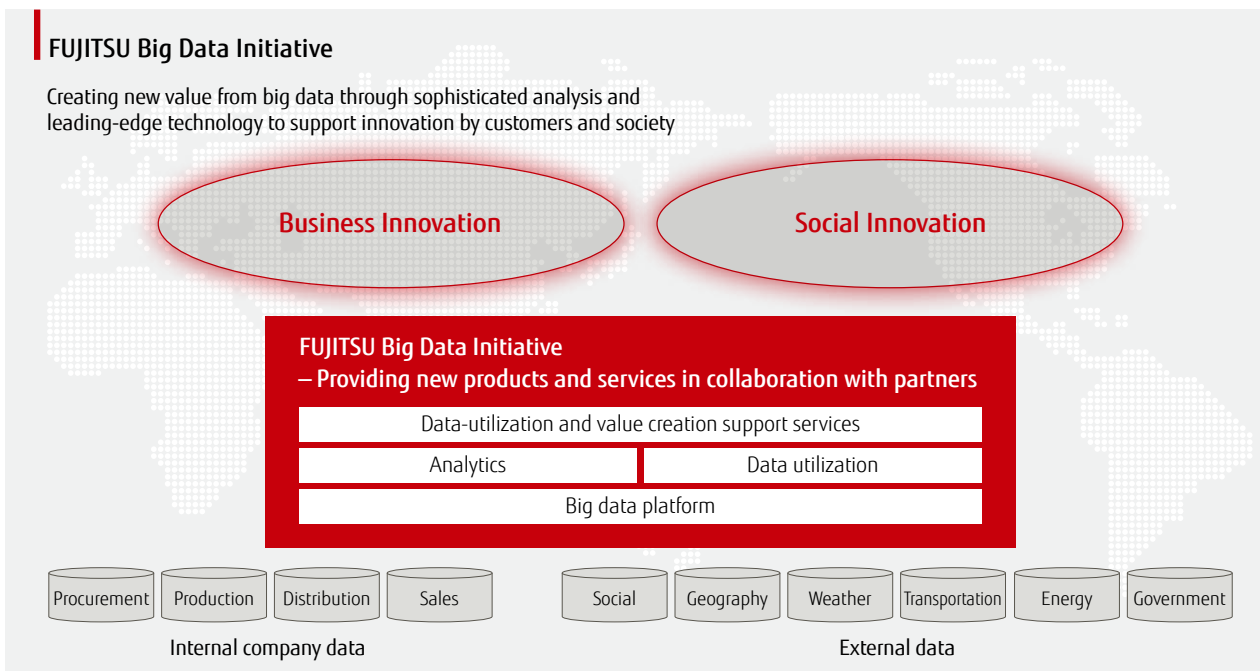 FUJITSU Big Data Initiative
Creating new value from big data through sophisticated analysis and
leading-edge technology to support innovation by customers and society
Business Innovation
Social Innovation
FUJITSU Big Data Initiative
– Providing new products and services in collaboration with partners
Data-utilization and value creation support services
Analytics
Data utilization
Big data platform
Procurement
Production
Distribution
Sales
Social
Geography
Weather
Transportation
Energy
Government
Internal company data
External data